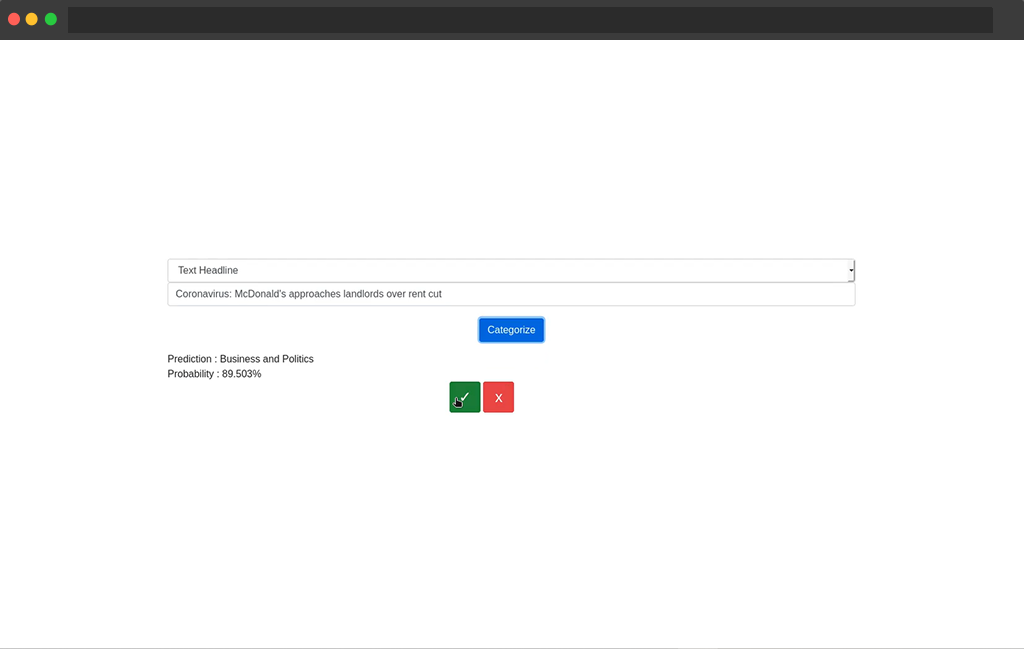 Text Headline
Coronavirus: McDonald's approaches landlords over rent cut
Categorize
Prediction : Business and Politics
Probability : 89.503%
✓ X